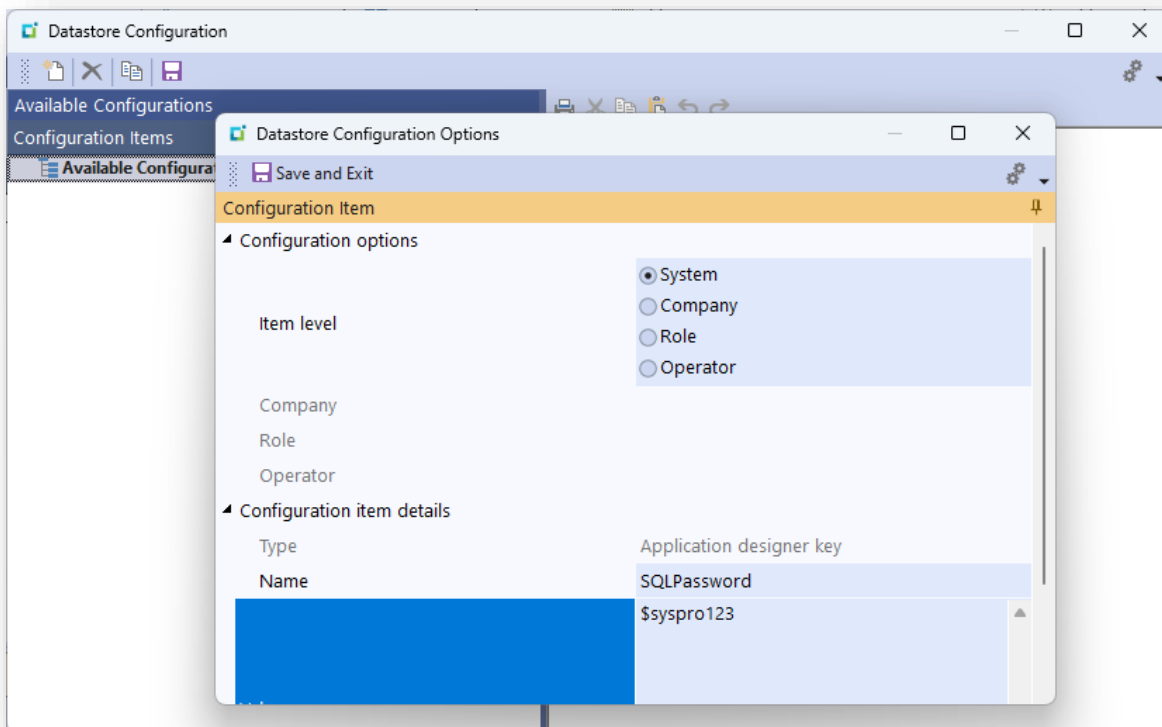 Datastore Configuration
Available Configurations
Configuration Items
Available Configurat
Datastore Configuration Options
Save and Exit
Configuration Item
Configuration options
Item level
System
Company
Role
Operator
Company
Role
Operator
Configuration item details
Type Application designer key
Name SQLPassword
$syspro123